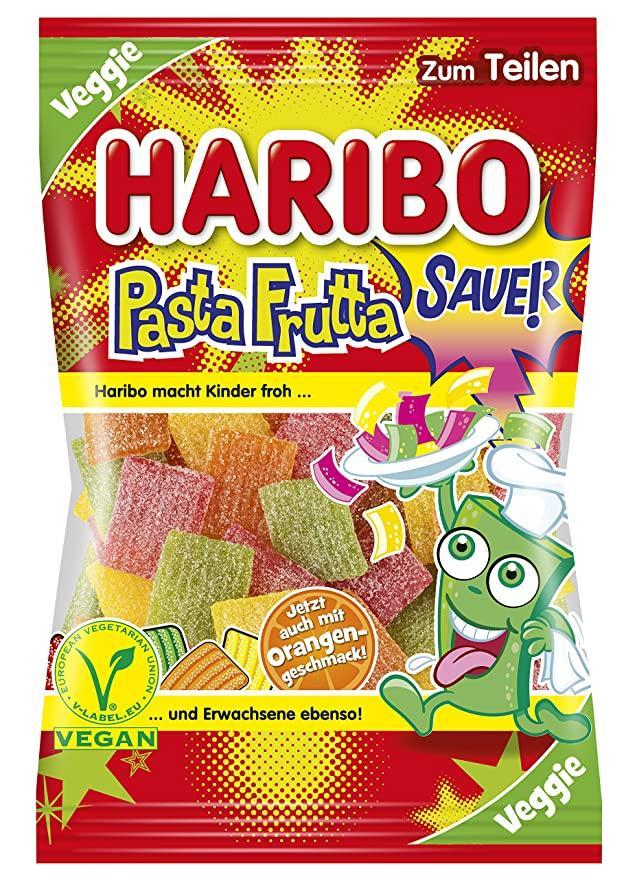 Veggie
Zum Teilen
HARIBO
Pasta Frutta
SAUER
Haribo macht Kinder froh ...
Jetzt
auch mit
Orangen-
geschmack!
EUROPEAN VEGETARIAN UNION
V-LABEL.EU
VEGAN
... und Erwachsene ebenso!
Veggie